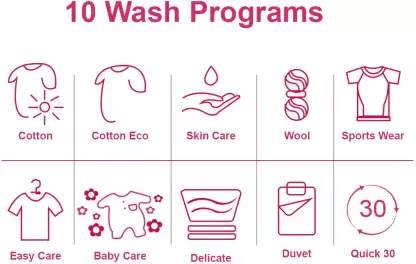 10 Wash Programs
Cotton
Cotton Eco
Skin Care
Wool
Sports Wear
30
Easy Care
Baby Care
Delicate
Duvet
Quick 30